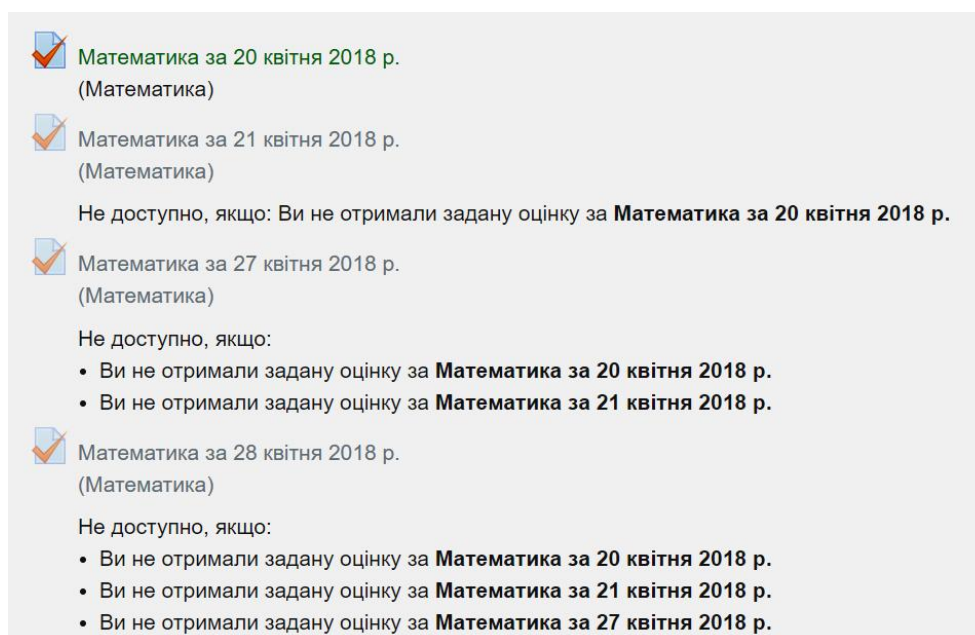 Математика за 20 квітня 2018 р.
(Математика)
Математика за 21 квітня 2018 р.
(Математика)
Не доступно, якщо: Ви не отримали задану оцінку за Математика за 20 квітня 2018 р.
Математика за 27 квітня 2018 р.
(Математика)
Не доступно, якщо:
• Ви не отримали задану оцінку за Математика за 20 квітня 2018 р.
• Ви не отримали задану оцінку за Математика за 21 квітня 2018 р.
Математика за 28 квітня 2018 р.
(Математика)
Не доступно, якщо:
• Ви не отримали задану оцінку за Математика за 20 квітня 2018 р.
• Ви не отримали задану оцінку за Математика за 21 квітня 2018 р.
• Ви не отримали задану оцінку за Математика за 27 квітня 2018 р.